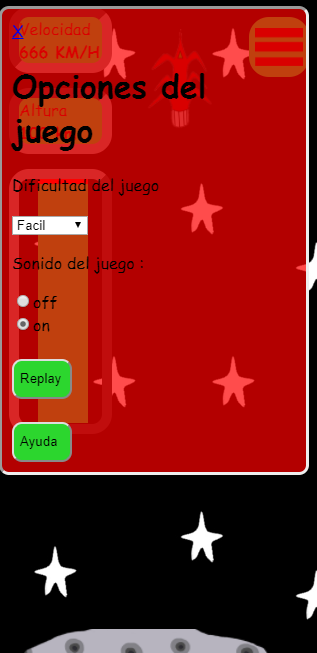 x
Velocidad
666 KM/H
Opciones del
juego
Altura
Dificultad del juego
Facil
Sonido del juego :
off
on
Replay
Ayuda